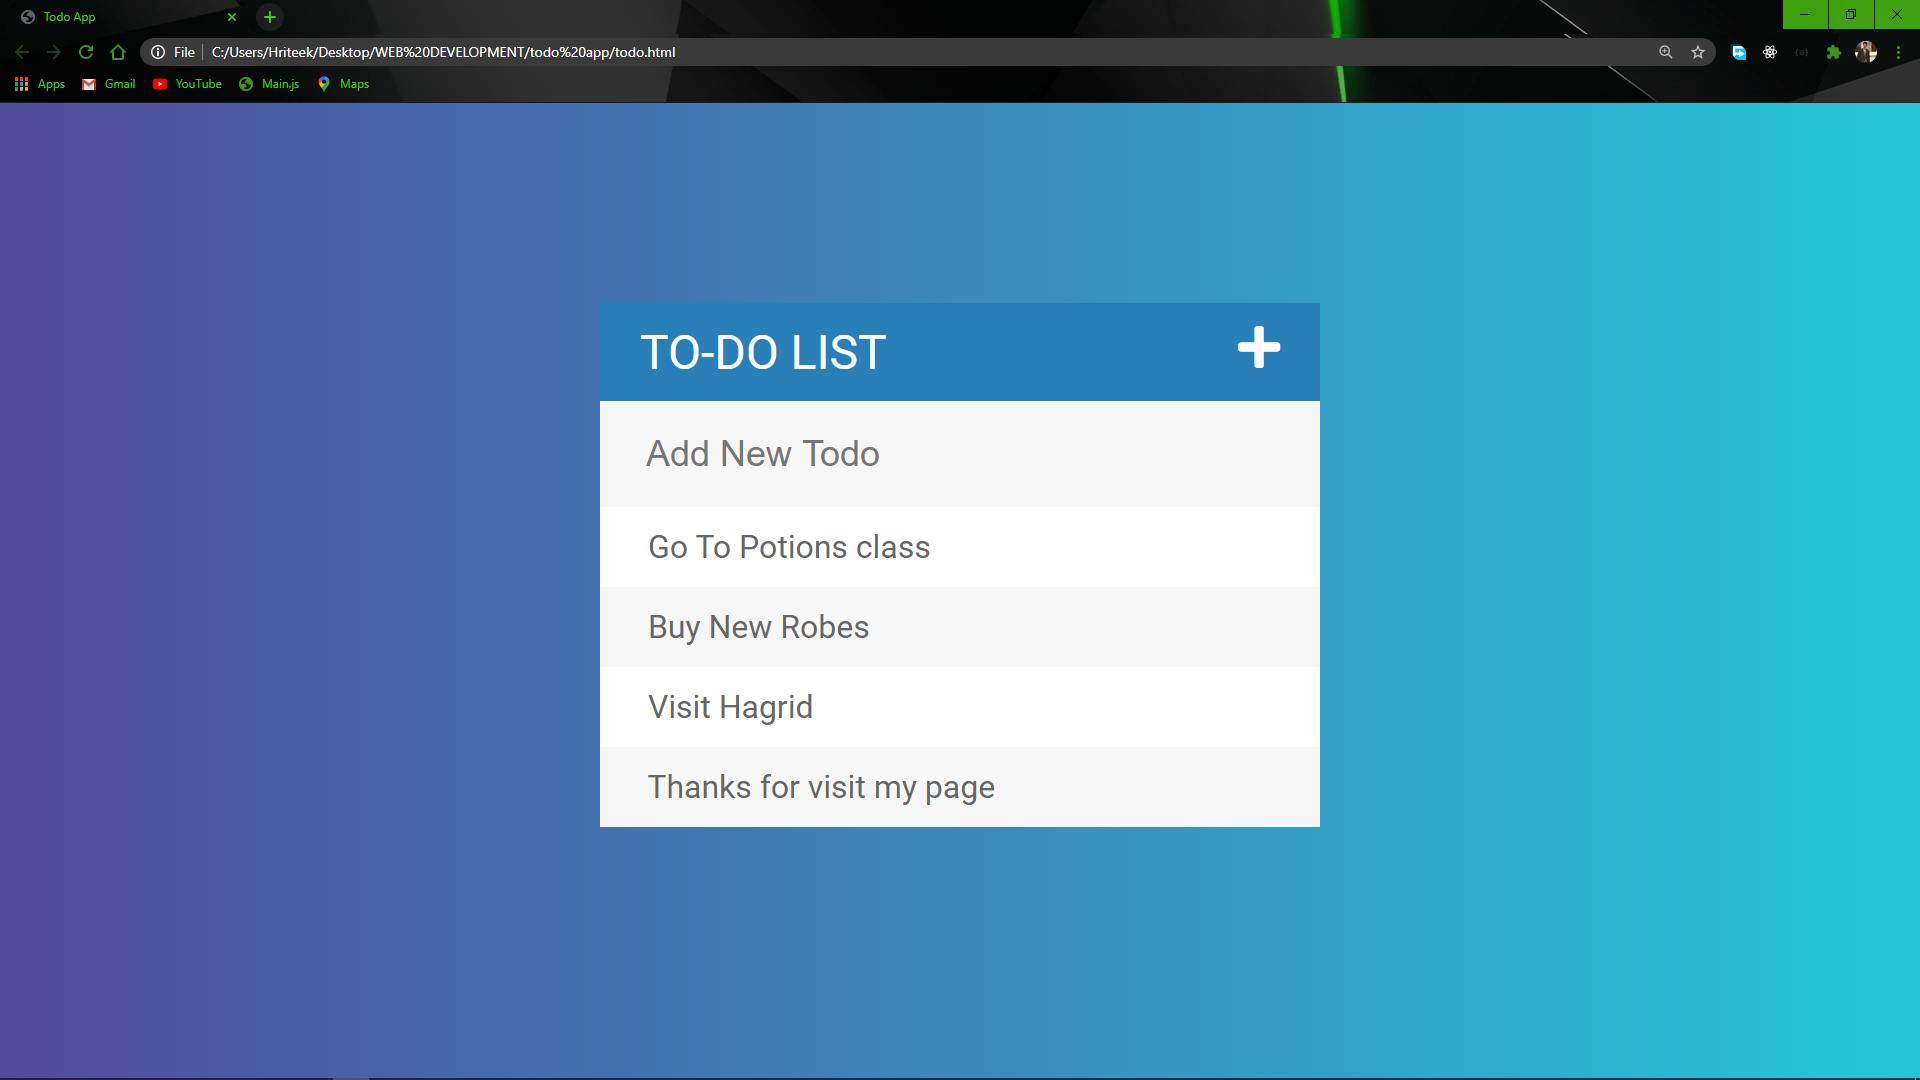 Todo App
File C:/Users/Hriteek/Desktop/WEB%20DEVELOPMENT/todo%20app/todo.html
Apps Gmail YouTube Main.js Maps
TO-DO LIST
Add New Todo
Go To Potions class
Buy New Robes
Visit Hagrid
Thanks for visit my page